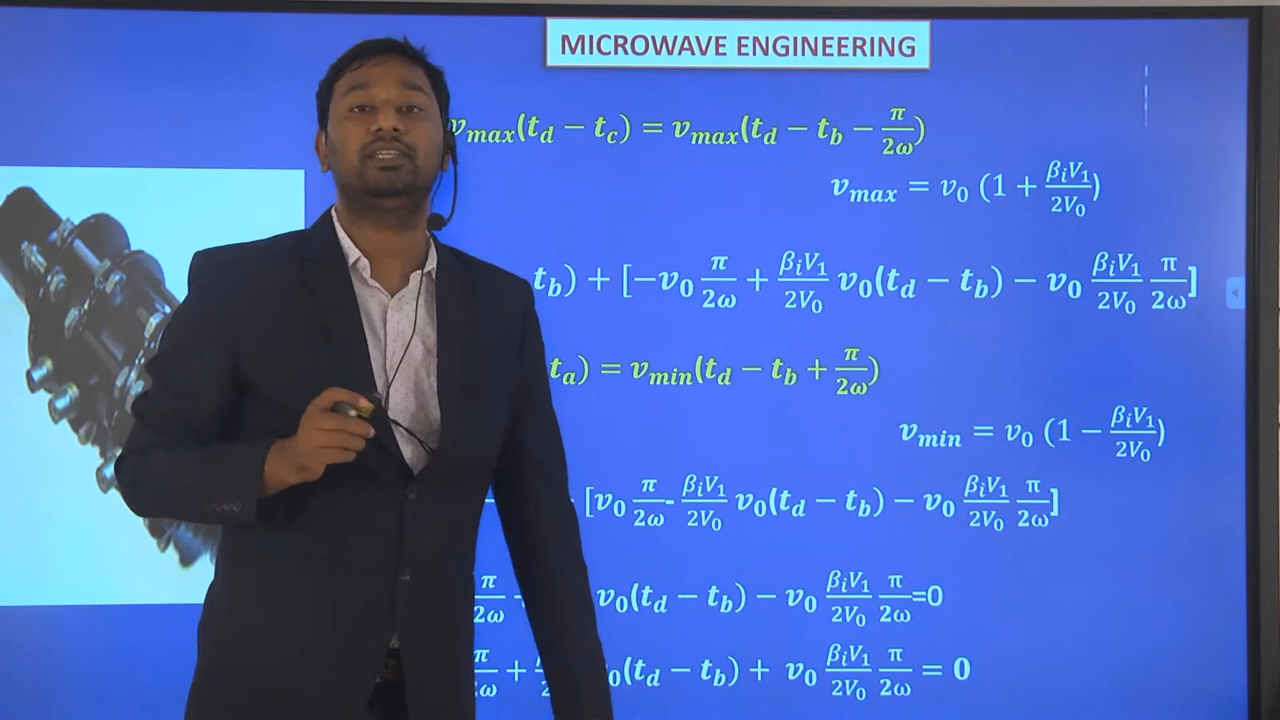 MICROWAVE ENGINEERING
v_max(t_d − t_c) = v_max(t_d − t_b − π/2ω)
v_max = v_0 (1 + β_iV_1/2V_0)
t_b) + [−v_0 π/2ω + β_iV_1/2V_0 v_0(t_d − t_b) − v_0 β_iV_1/2V_0 π/2ω]
t_a) = v_min(t_d − t_b + π/2ω)
v_min = v_0 (1 − β_iV_1/2V_0)
[v_0 π/2ω - β_iV_1/2V_0 v_0(t_d − t_b) − v_0 β_iV_1/2V_0 π/2ω]
π/2ω v_0(t_d − t_b) − v_0 β_iV_1/2V_0 π/2ω=0
π/ω + (t_d − t_b) + v_0 β_iV_1/2V_0 π/2ω = 0